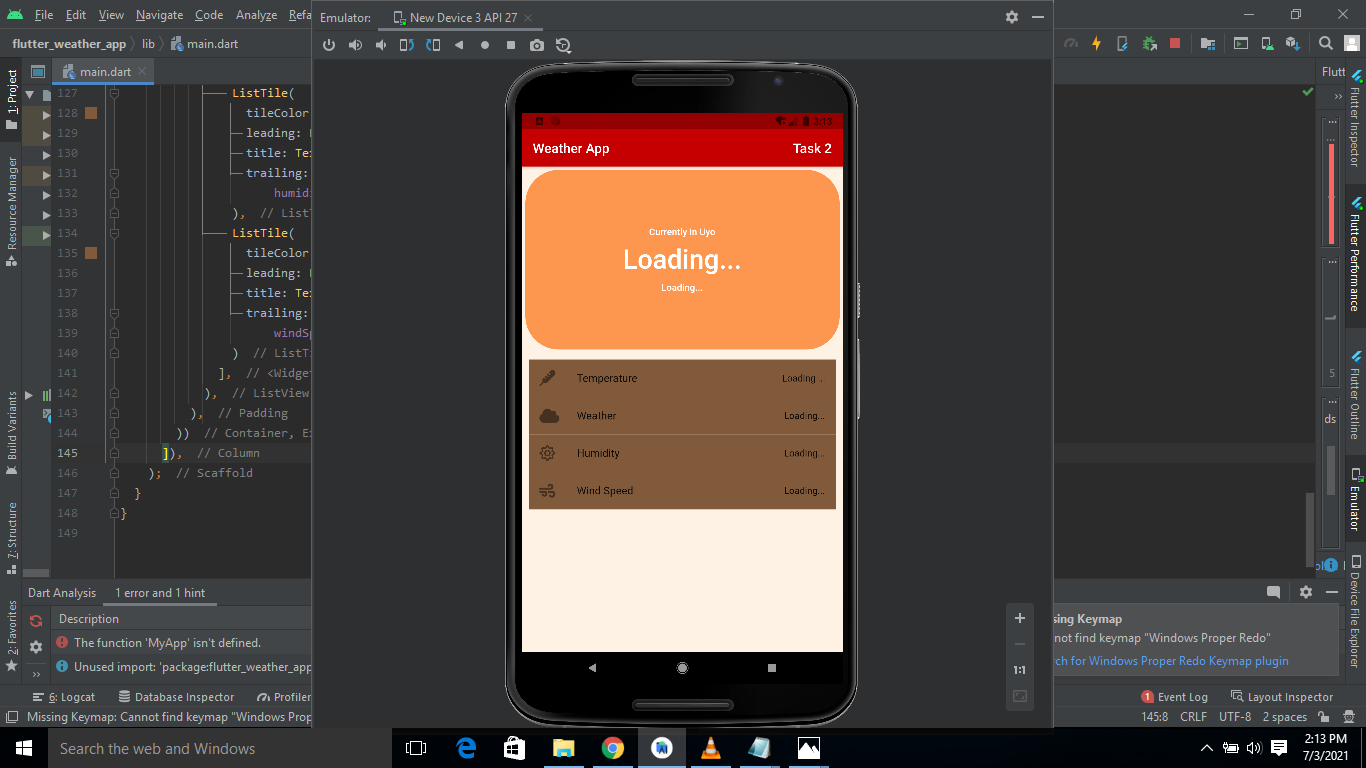 File Edit View Navigate Code Analyze Refa
Emulator: New Device 3 API 27
flutter_weather_app lib main.dart
main.dart
Flutt
1: Project
Resource Manager
Build Variants
7: Structure
2: Favorites
127 ListTile(
128 tileColor
129 leading:
130 title: Te
131 trailing:
132 humidi
133 ), // List
134 ListTile(
135 tileColor
136 leading:
137 title: Te
138 trailing:
139 windSp
140 ) // ListTi
141 ], // <Widget
142 ), // ListView
143 ), // Padding
144 )) // Container, Ex
145 ]), // Column
146 ); // Scaffold
147 }
148 }
149
3:13
Weather App Task 2
Currently In Uyo
Loading...
Loading...
Temperature Loading...
Weather Loading...
Humidity Loading...
Wind Speed Loading...
1:1
Flutter Inspector
Flutter Performance
Flutter Outline
Emulator
Device File Explorer
5
ds
Dart Analysis 1 error and 1 hint
Description
The function 'MyApp' isn't defined.
Unused import: 'package:flutter_weather_app
sing Keymap
not find keymap "Windows Proper Redo"
ch for Windows Proper Redo Keymap plugin
6: Logcat Database Inspector Profiler
1 Event Log Layout Inspector
Missing Keymap: Cannot find keymap "Windows Prop
145:8 CRLF UTF-8 2 spaces
Search the web and Windows
2:13 PM
7/3/2021